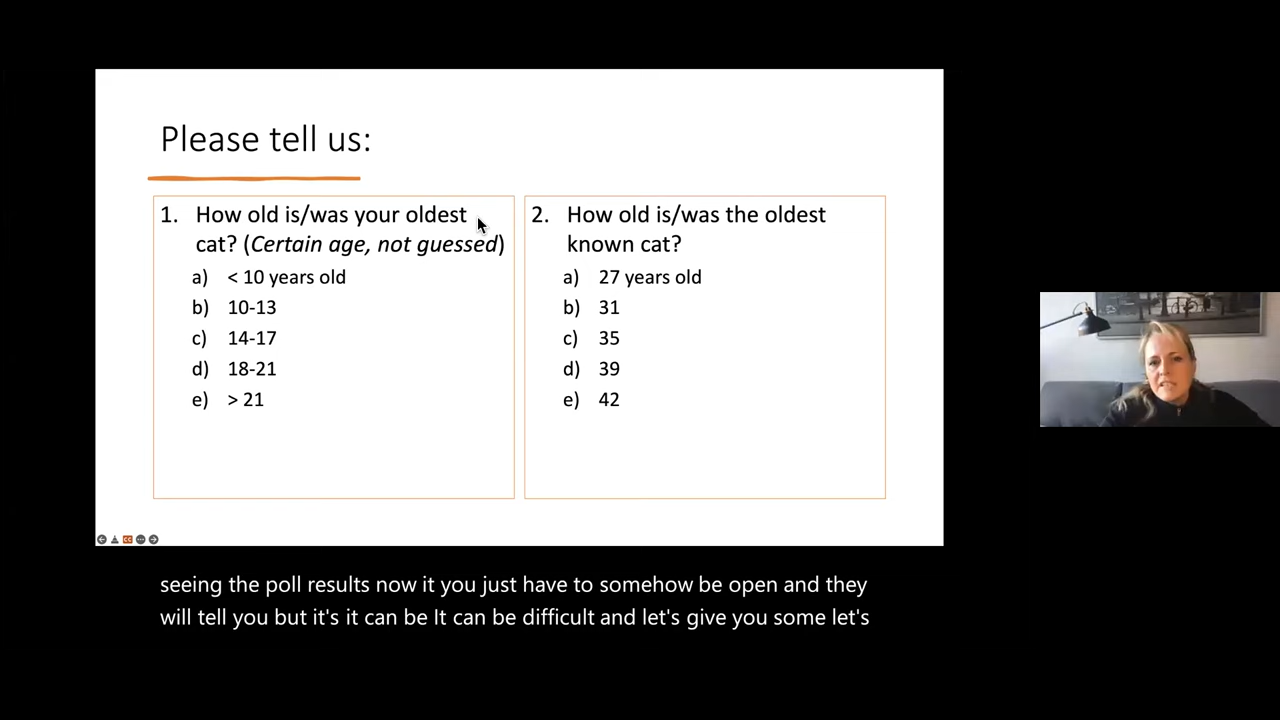 Please tell us:
1. How old is/was your oldest
cat? (Certain age, not guessed)
a) < 10 years old
b) 10-13
c) 14-17
d) 18-21
e) > 21
2. How old is/was the oldest
known cat?
a) 27 years old
b) 31
c) 35
d) 39
e) 42
CC
seeing the poll results now it you just have to somehow be open and they
will tell you but it's it can be It can be difficult and let's give you some let's